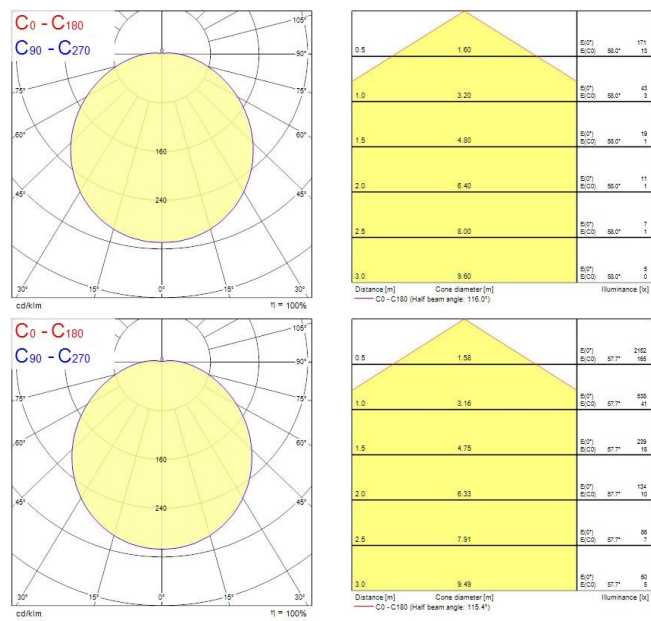 C0 - C180
C90 - C270
105°
90°
90°
75°
75°
60°
60°
45°
45°
160
240
30°
15°
0°
15°
30°
cd/klm
η = 100%
0.5 1.60 E(0°) 171
E(C0) 58.0° 13
1.0 3.20 E(0°) 43
E(C0) 58.0° 3
1.5 4.80 E(0°) 19
E(C0) 58.0° 1
2.0 6.40 E(0°) 11
E(C0) 58.0° 1
2.5 8.00 E(0°) 7
E(C0) 58.0° 1
3.0 9.60 E(0°) 5
E(C0) 58.0° 0
Distance [m] Cone diameter [m] Illuminance [lx]
C0 - C180 (Half beam angle: 116.0°)
C0 - C180
C90 - C270
105°
90°
90°
75°
75°
60°
60°
45°
45°
160
240
30°
15°
0°
15°
30°
cd/klm
η = 100%
0.5 1.58 E(0°) 2152
E(C0) 57.7° 165
1.0 3.16 E(0°) 538
E(C0) 57.7° 41
1.5 4.75 E(0°) 239
E(C0) 57.7° 18
2.0 6.33 E(0°) 134
E(C0) 57.7° 10
2.5 7.91 E(0°) 86
E(C0) 57.7° 7
3.0 9.49 E(0°) 60
E(C0) 57.7° 5
Distance [m] Cone diameter [m] Illuminance [lx]
C0 - C180 (Half beam angle: 115.4°)